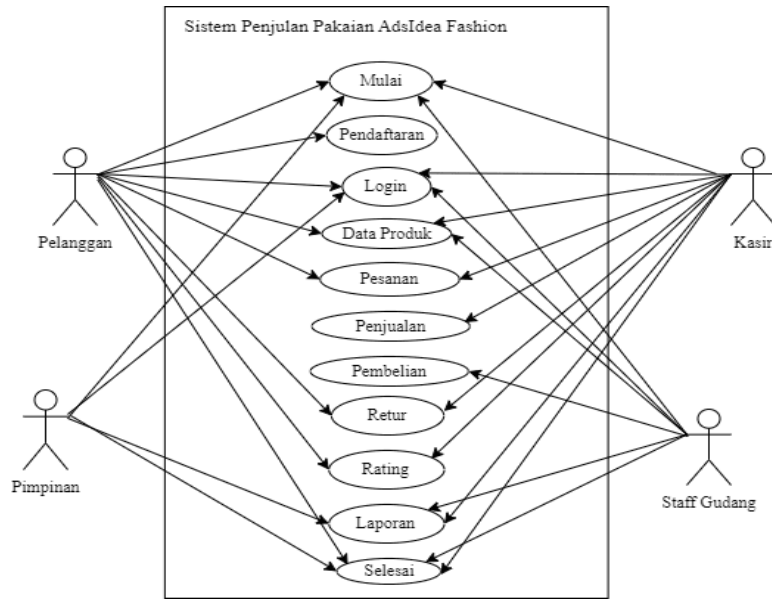 Sistem Penjulan Pakaian AdsIdea Fashion
Mulai
Pendaftaran
Login
Pelanggan
Data Produk
Kasir
Pesanan
Penjualan
Pembelian
Retur
Rating
Pimpinan
Staff Gudang
Laporan
Selesai